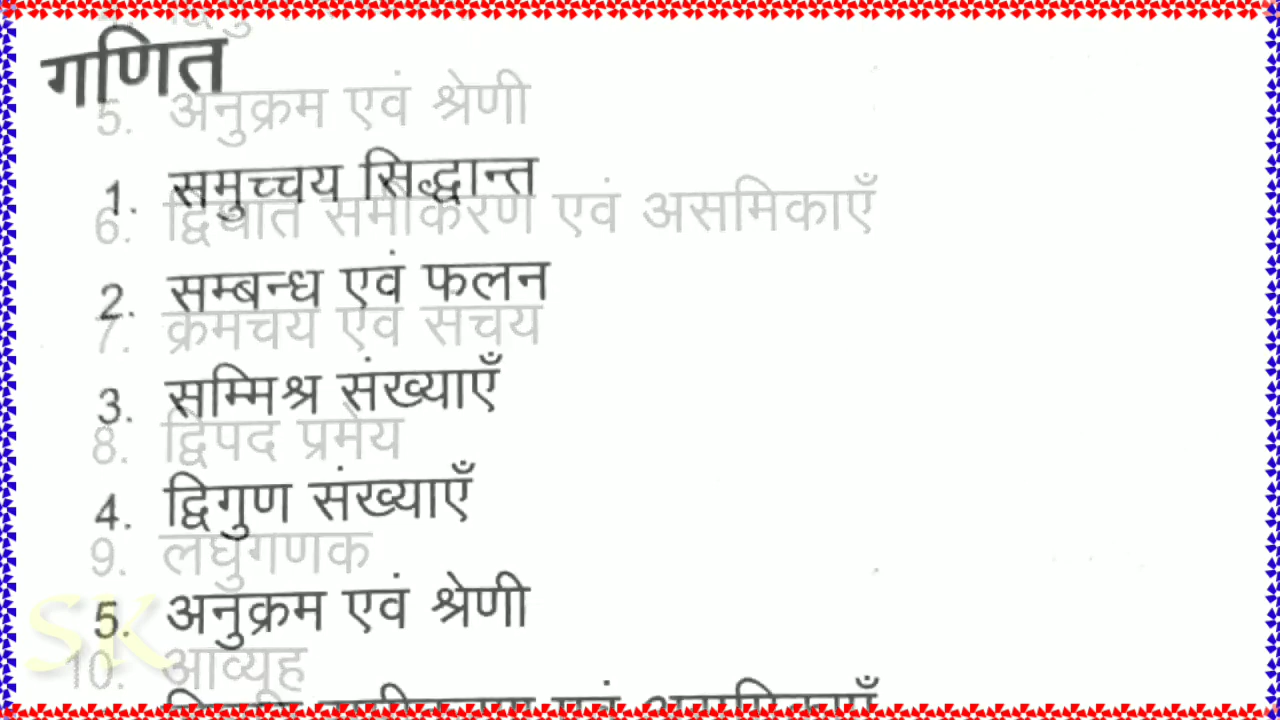 गणित
5. अनुक्रम एवं श्रेणी
1. समुच्चय सिद्धान्त
6. द्विघात समीकरण एवं असमिकाएँ
2. सम्बन्ध एवं फलन
7. क्रमचय एवं संचय
3. सम्मिश्र संख्याएँ
8. द्विपद प्रमेय
4. द्विगुण संख्याएँ
9. लघुगणक
5. अनुक्रम एवं श्रेणी
SK
10. आव्यूह